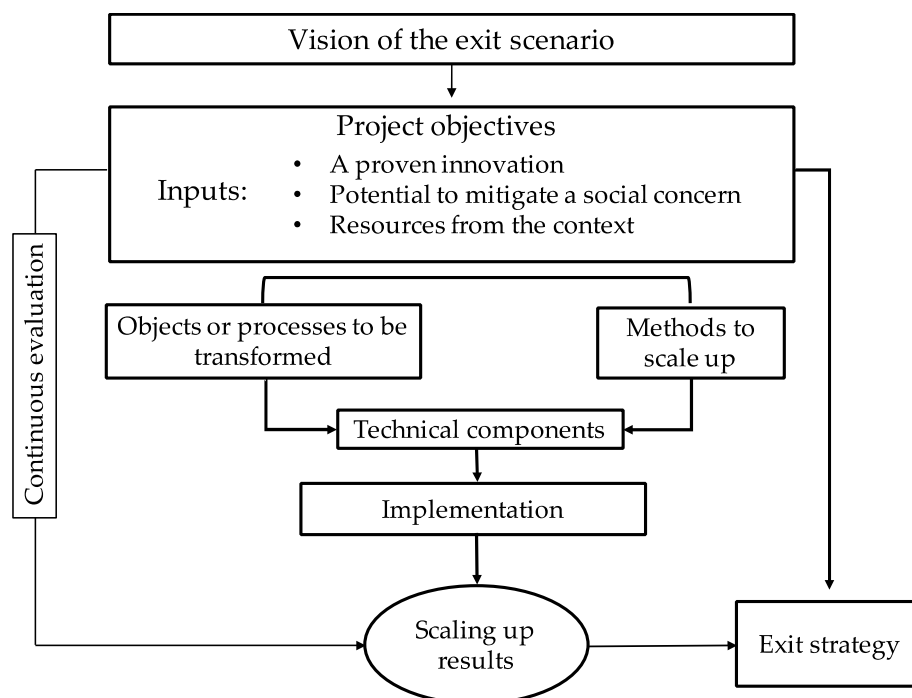 Vision of the exit scenario
Project objectives
Inputs:
• A proven innovation
• Potential to mitigate a social concern
• Resources from the context
Continuous evaluation
Objects or processes to be
transformed
Methods to
scale up
Technical components
Implementation
Scaling up
results
Exit strategy